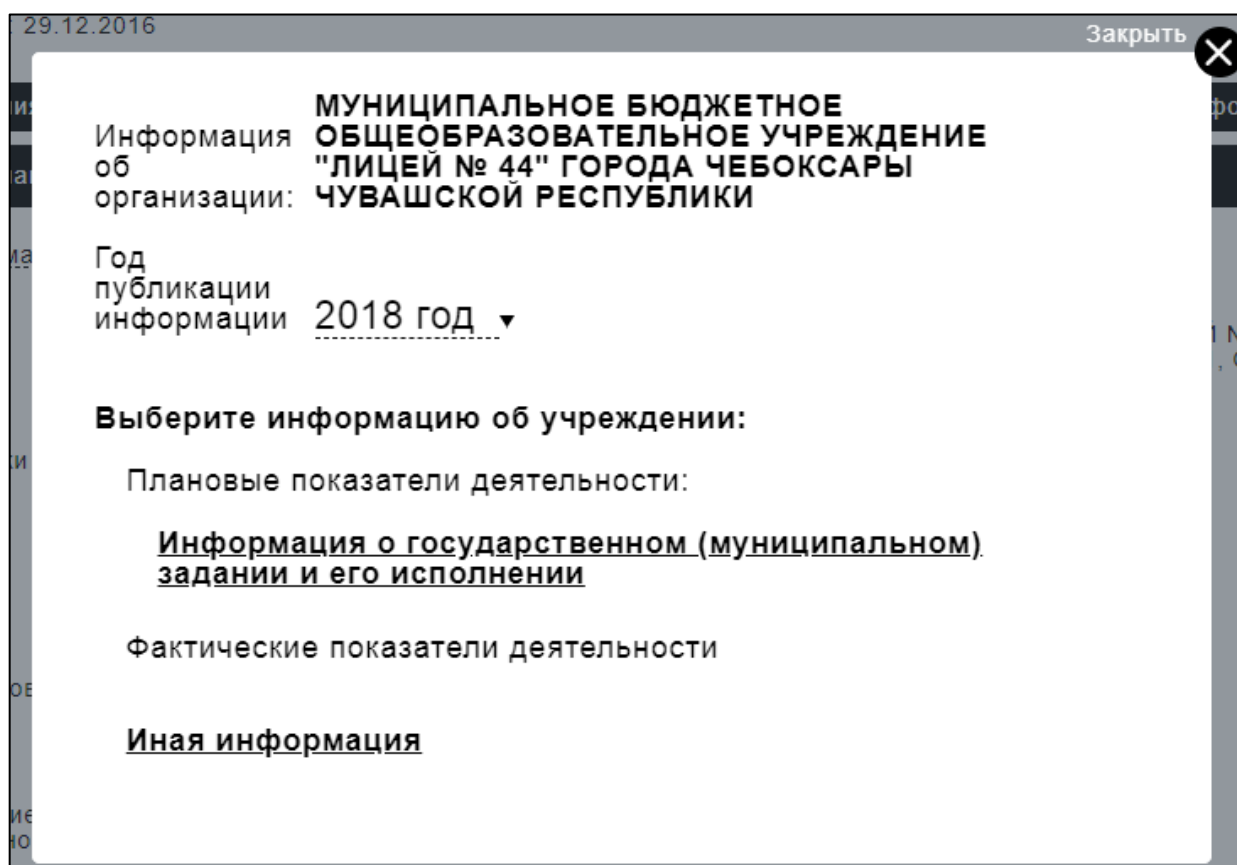 29.12.2016
Закрыть
МУНИЦИПАЛЬНОЕ БЮДЖЕТНОЕ
Информация ОБЩЕОБРАЗОВАТЕЛЬНОЕ УЧРЕЖДЕНИЕ
об "ЛИЦЕЙ № 44" ГОРОДА ЧЕБОКСАРЫ
организации: ЧУВАШСКОЙ РЕСПУБЛИКИ
Год
публикации
информации 2018 год
Выберите информацию об учреждении:
Плановые показатели деятельности:
Информация о государственном (муниципальном)
задании и его исполнении
Фактические показатели деятельности
Иная информация